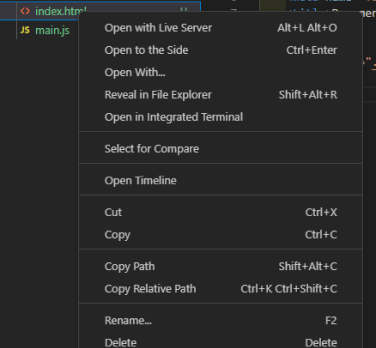 <> index.html U
JS main.js
Open with Live Server Alt+L Alt+O
Open to the Side Ctrl+Enter
Open With...
Reveal in File Explorer Shift+Alt+R
Open in Integrated Terminal
Select for Compare
Open Timeline
Cut Ctrl+X
Copy Ctrl+C
Copy Path Shift+Alt+C
Copy Relative Path Ctrl+K Ctrl+Shift+C
Rename... F2
Delete Delete
7